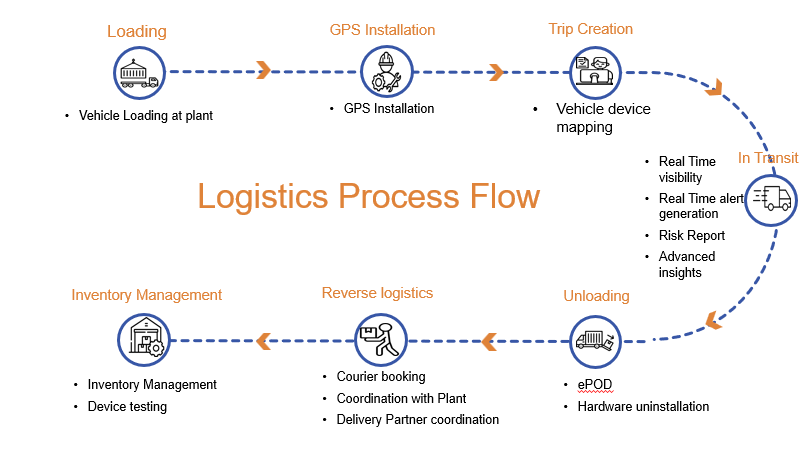 Loading
• Vehicle Loading at plant
GPS Installation
• GPS Installation
Trip Creation
• Vehicle device
mapping
In Transit
• Real Time
visibility
• Real Time alert
generation
• Risk Report
• Advanced
insights
Logistics Process Flow
Unloading
• ePOD
• Hardware uninstallation
Reverse logistics
• Courier booking
• Coordination with Plant
• Delivery Partner coordination
Inventory Management
• Inventory Management
• Device testing